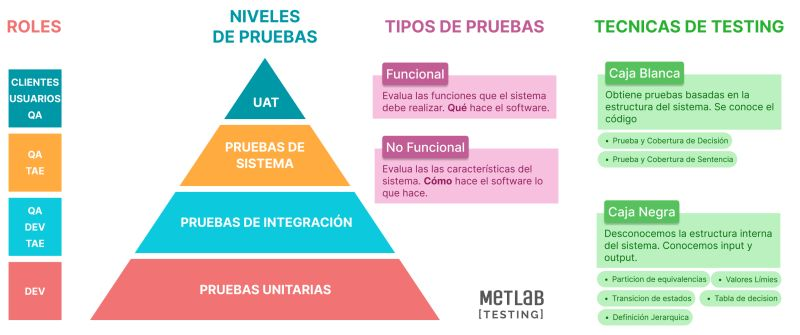 ROLES
CLIENTES
USUARIOS
QA
QA
TAE
QA
DEV
TAE
DEV
NIVELES
DE PRUEBAS
UAT
PRUEBAS DE
SISTEMA
PRUEBAS DE INTEGRACIÓN
PRUEBAS UNITARIAS
TIPOS DE PRUEBAS
Funcional
Evalua las funciones que el sistema
debe realizar. Qué hace el software.
No Funcional
Evalua las las características del
sistema. Cómo hace el software lo
que hace.
MetLab
[TESTING]
TECNICAS DE TESTING
Caja Blanca
Obtiene pruebas basadas en la
estructura del sistema. Se conoce el
código
• Prueba y Cobertura de Decisión
• Prueba y Cobertura de Sentencia
Caja Negra
Desconocemos la estructura interna
del sistema. Conocemos input y
output.
• Particion de equivalencias • Valores Límies
• Transicion de estados • Tabla de decision
• Definición Jerarquica